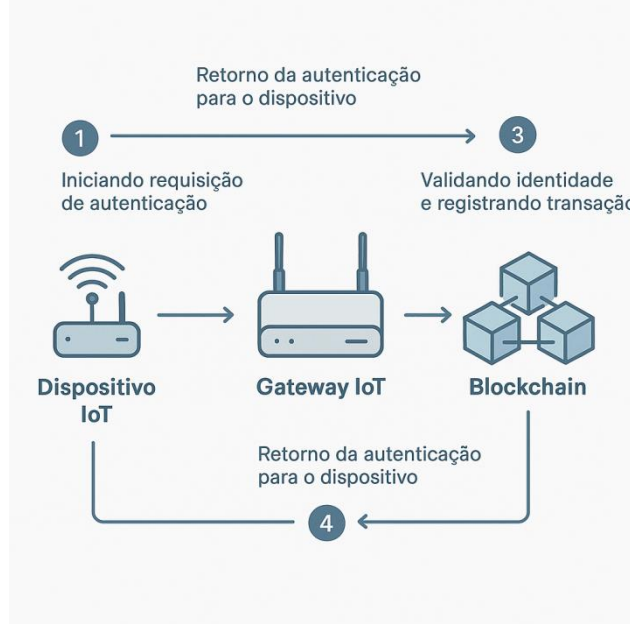 Retorno da autenticação
para o dispositivo
1
3
Iniciando requisição
de autenticação
Validando identidade
e registrando transação
Dispositivo
IoT
Gateway IoT
Blockchain
Retorno da autenticação
para o dispositivo
4